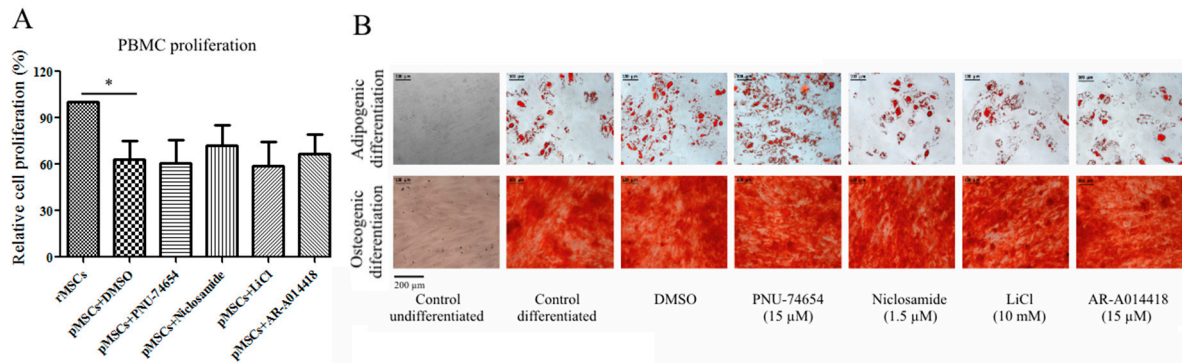 A
PBMC proliferation
Relative cell proliferation (%)
120
90
60
30
0
*
rMSCs
pMSCs+DMSO
pMSCs+PNU-74654
pMSCs+Niclosamide
pMSCs+LiCl
pMSCs+AR-A014418
B
Adipogenic
differentiation
Osteogenic
diferentiation
200 µm
Control
undifferentiated
Control
differentiated
DMSO
PNU-74654
(15 µM)
Niclosamide
(1.5 µM)
LiCl
(10 mM)
AR-A014418
(15 µM)